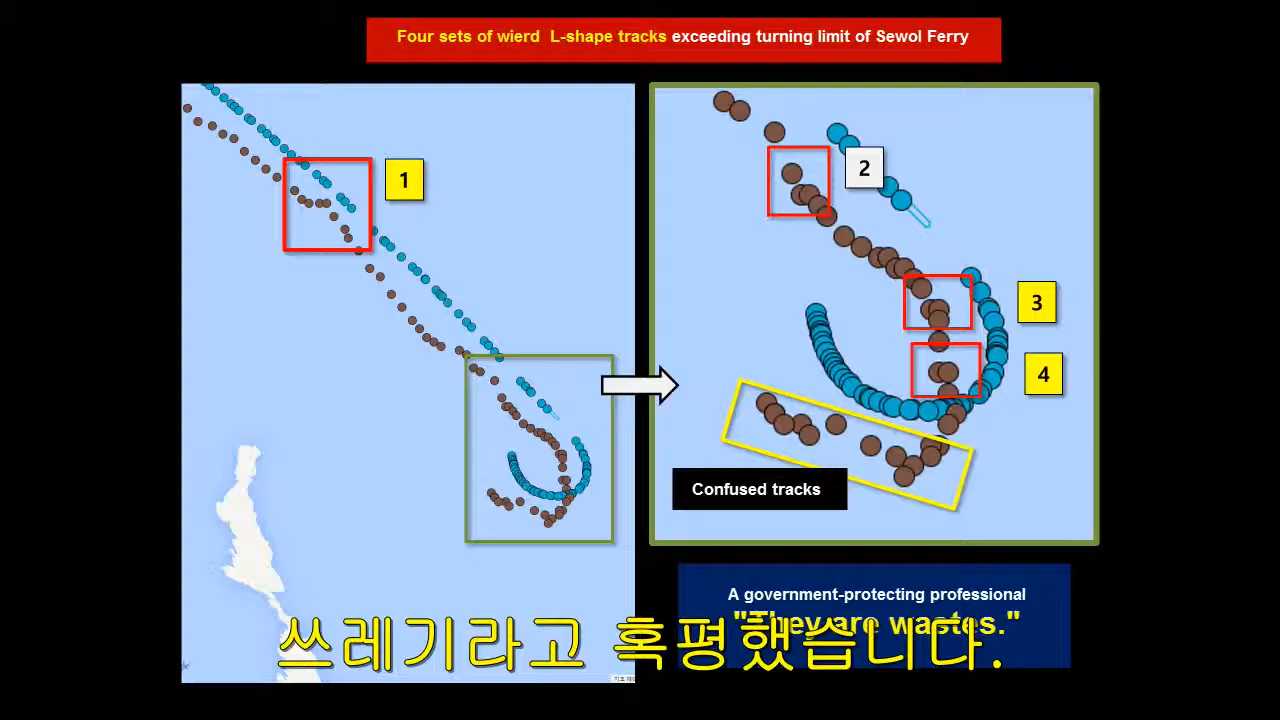 Four sets of wierd L-shape tracks exceeding turning limit of Sewol Ferry
1
2
3
4
Confused tracks
A government-protecting professional
"They are wastes."
쓰레기라고 혹평했습니다.